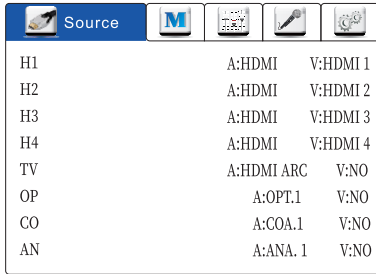 Source M
H1 A:HDMI V:HDMI 1
H2 A:HDMI V:HDMI 2
H3 A:HDMI V:HDMI 3
H4 A:HDMI V:HDMI 4
TV A:HDMI ARC V:NO
OP A:OPT.1 V:NO
CO A:COA.1 V:NO
AN A:ANA. 1 V:NO